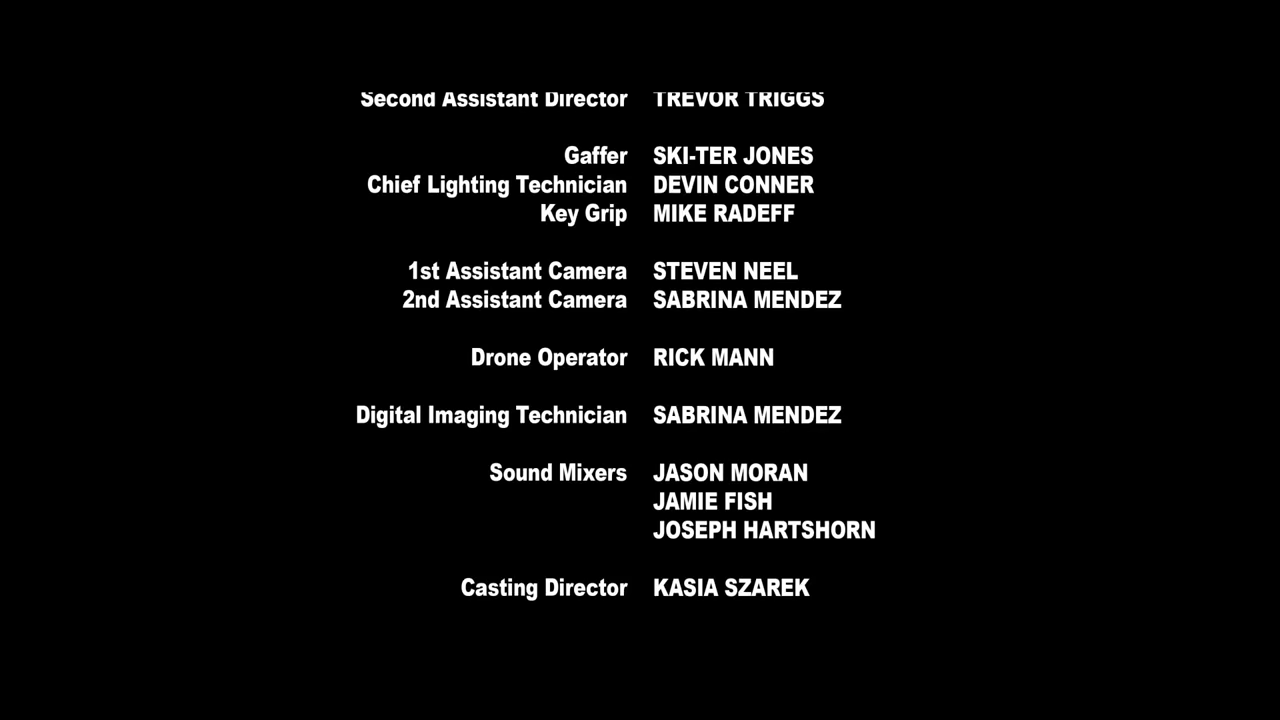 Second Assistant Director TREVOR TRIGGS
Gaffer SKI-TER JONES
Chief Lighting Technician DEVIN CONNER
Key Grip MIKE RADEFF
1st Assistant Camera STEVEN NEEL
2nd Assistant Camera SABRINA MENDEZ
Drone Operator RICK MANN
Digital Imaging Technician SABRINA MENDEZ
Sound Mixers JASON MORAN
JAMIE FISH
JOSEPH HARTSHORN
Casting Director KASIA SZAREK